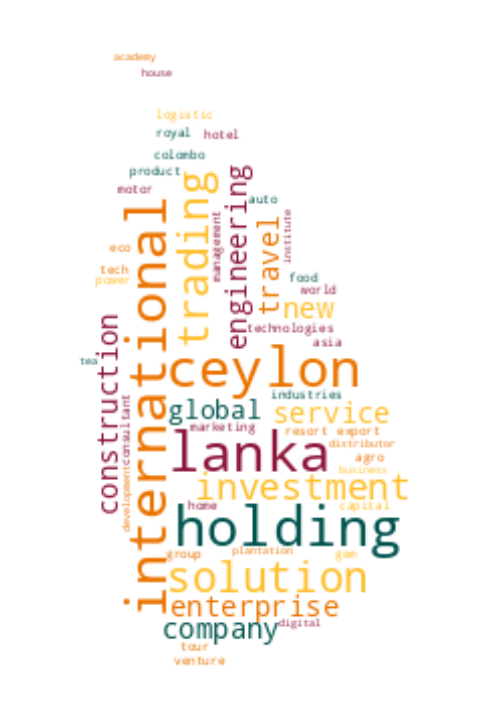 academy
house
logistic
royal
hotel
colombo
product
motor
trading
engineering
auto
international
management
travel
institute
eco
tech
power
food
world
new
technologies
asia
construction
tea
ceylon
industries
consultant
global
service
marketing
resort
export
lanka
distributor
agro
business
development
investment
home
capital
holding
group
plantation
gem
solution
enterprise
company
digital
tour
venture